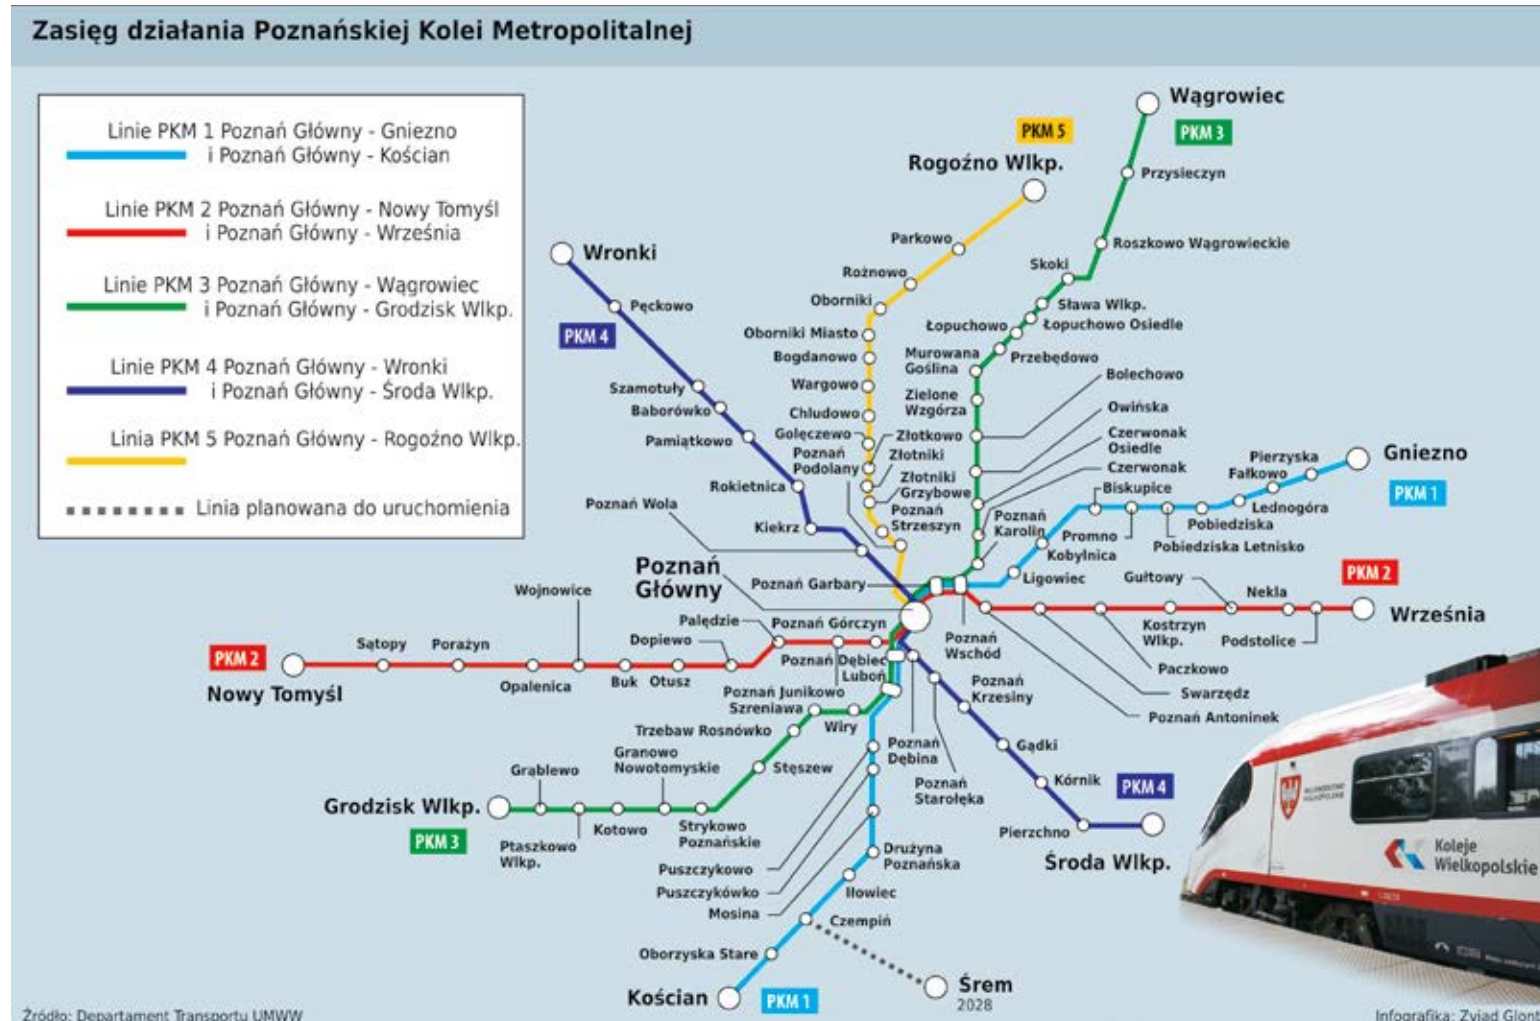 Zasięg działania Poznańskiej Kolei Metropolitalnej
Linie PKM 1 Poznań Główny - Gniezno
i Poznań Główny - Kościan
Linie PKM 2 Poznań Główny - Nowy Tomyśl
i Poznań Główny - Września
Linie PKM 3 Poznań Główny - Wągrowiec
i Poznań Główny - Grodzisk Wlkp.
Linie PKM 4 Poznań Główny - Wronki
i Poznań Główny - Środa Wlkp.
Linia PKM 5 Poznań Główny - Rogoźno Wlkp.
Linia planowana do uruchomienia
Wągrowiec
PKM 3
Przysieczyn
Roszkowo Wągrowieckie
Skoki
Sława Wlkp.
Łopuchowo Osiedle
Łopuchowo
Przebędowo
Murowana
Goślina
Zielone
Wzgórza
Bolechowo
Owińska
Czerwonak
Osiedle
Czerwonak
Poznań
Karolin
PKM 5
Rogoźno Wlkp.
Parkowo
Rożnowo
Oborniki
Oborniki Miasto
Bogdanowo
Wargowo
Chludowo
Golęczewo
Złotkowo
Złotniki
Złotniki
Grzybowe
Poznań
Strzeszyn
Poznań
Podolany
Wronki
PKM 4
Pęckowo
Szamotuły
Baborówko
Pamiątkowo
Rokietnica
Kiekrz
Poznań Wola
Poznań
Główny
Poznań Garbary
Poznań
Wschód
Gniezno
PKM 1
Pierzyska
Fałkowo
Lednogóra
Pobiedziska
Pobiedziska Letnisko
Biskupice
Promno
Kobylnica
Ligowiec
PKM 2
Września
Gułtowy
Nekla
Podstolice
Kostrzyn
Wlkp.
Paczkowo
Swarzędz
Poznań Antoninek
Wojnowice
PKM 2
Nowy Tomyśl
Sątopy
Porażyn
Opalenica
Buk
Otusz
Dopiewo
Palędzie
Poznań Górczyn
Poznań Junikowo
Poznań Dębiec
Luboń
Szreniawa
Wiry
Trzebaw Rosnówko
Stęszew
Granowo
Nowotomyskie
Strykowo
Poznańskie
Kotowo
Ptaszkowo
Wlkp.
Grąblewo
Grodzisk Wlkp.
PKM 3
Poznań
Dębina
Poznań
Starołęka
Poznań
Krzesiny
Gądki
Kórnik
Pierzchno
PKM 4
Środa Wlkp.
Puszczykowo
Puszczykówko
Mosina
Drużyna
Poznańska
Iłowiec
Czempiń
Oborzyska Stare
Kościan
PKM 1
Śrem
2028
Koleje
Wielkopolskie
Źródło: Departament Transportu UMWW
Infografika: Zyjad